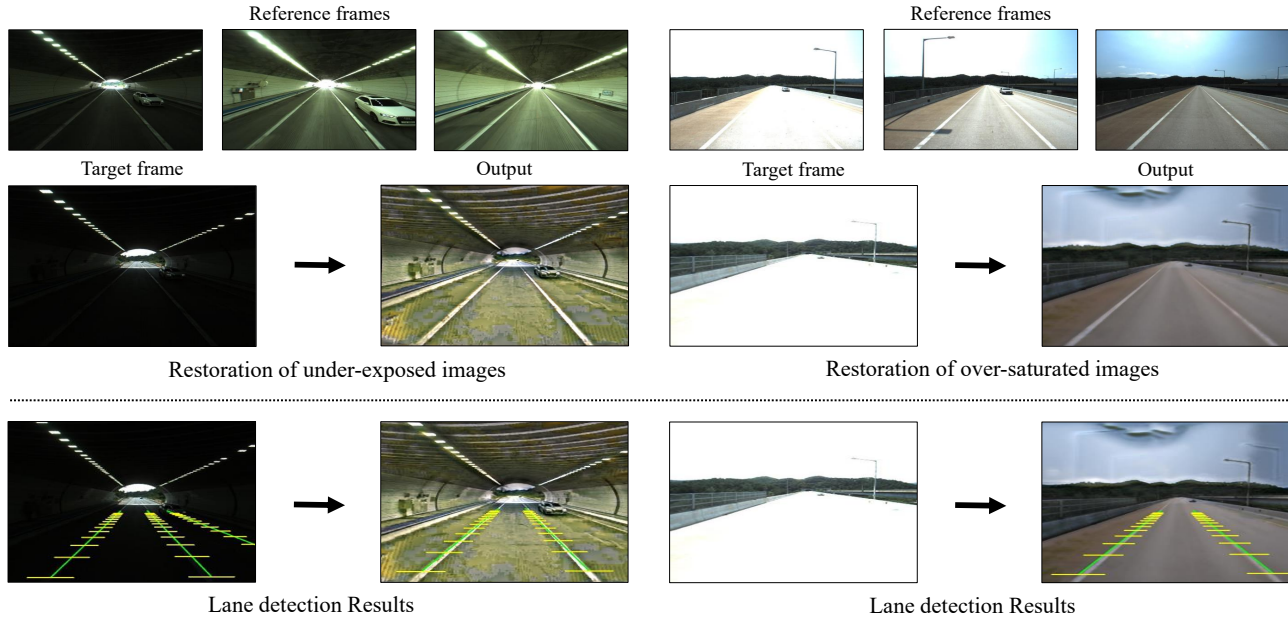 Reference frames
Reference frames
Target frame
Output
Target frame
Output
Restoration of under-exposed images
Restoration of over-saturated images
Lane detection Results
Lane detection Results